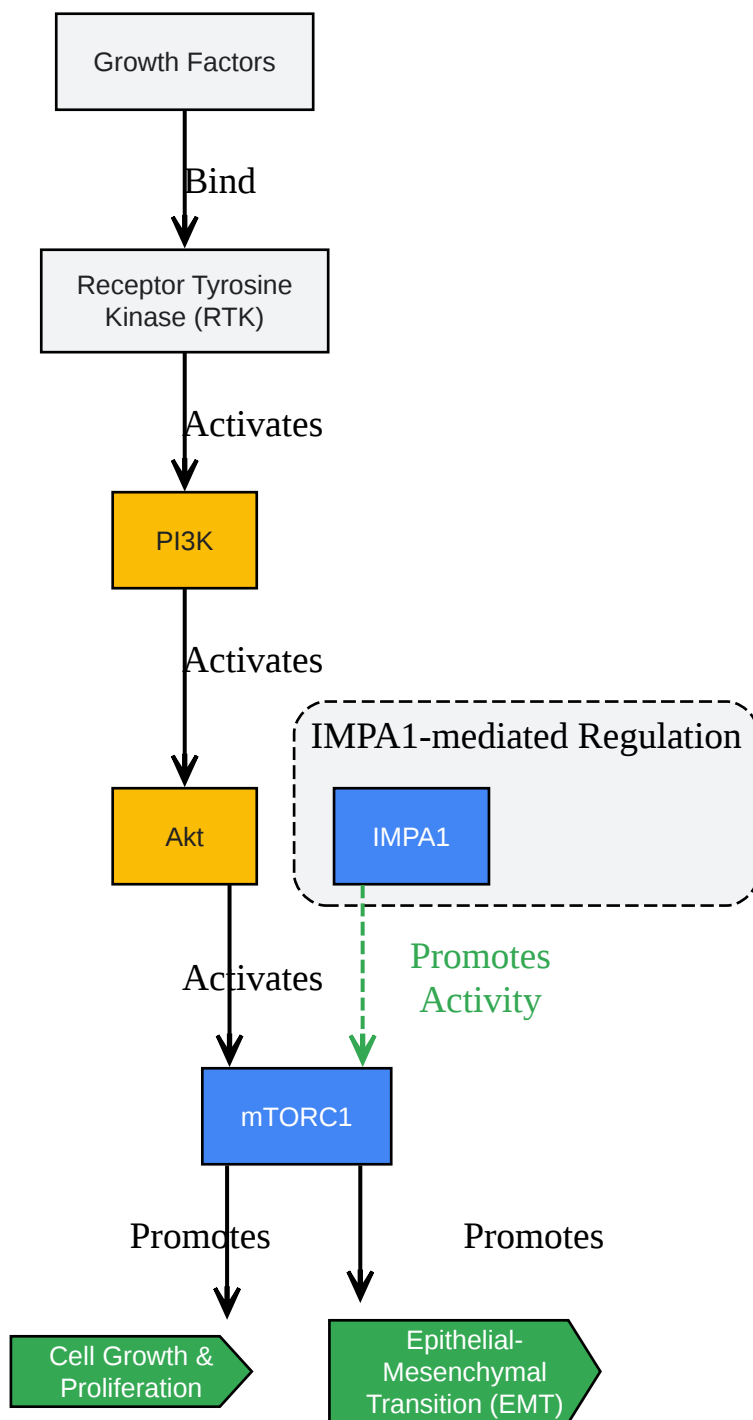 Growth Factors
Bind
Receptor Tyrosine
Kinase (RTK)
Activates
PI3K
Activates
IMPA1-mediated Regulation
Akt
IMPA1
Activates
Promotes
Activity
mTORC1
Promotes
Promotes
Cell Growth &
Proliferation
Epithelial-
Mesenchymal
Transition (EMT)